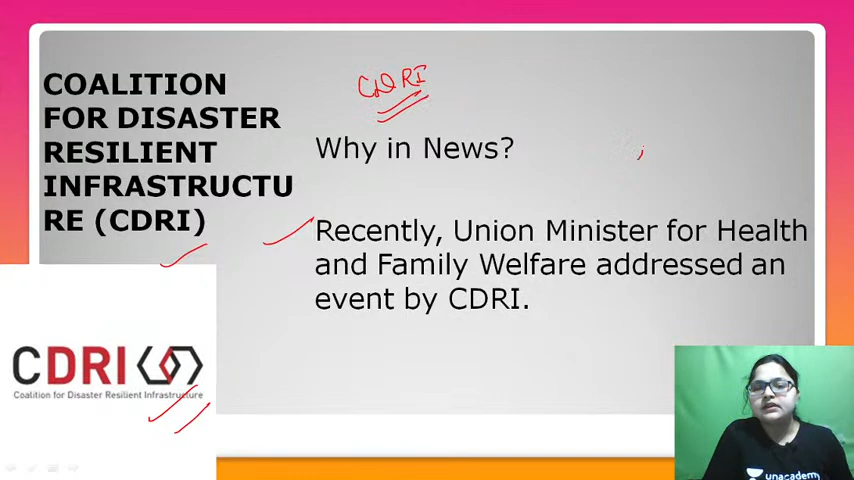 COALITION
FOR DISASTER
RESILIENT
INFRASTRUCTU
RE (CDRI)
CDRI
Why in News?
Recently, Union Minister for Health
and Family Welfare addressed an
event by CDRI.
CDRI
Coalition for Disaster Resilient Infrastructure
unacademy